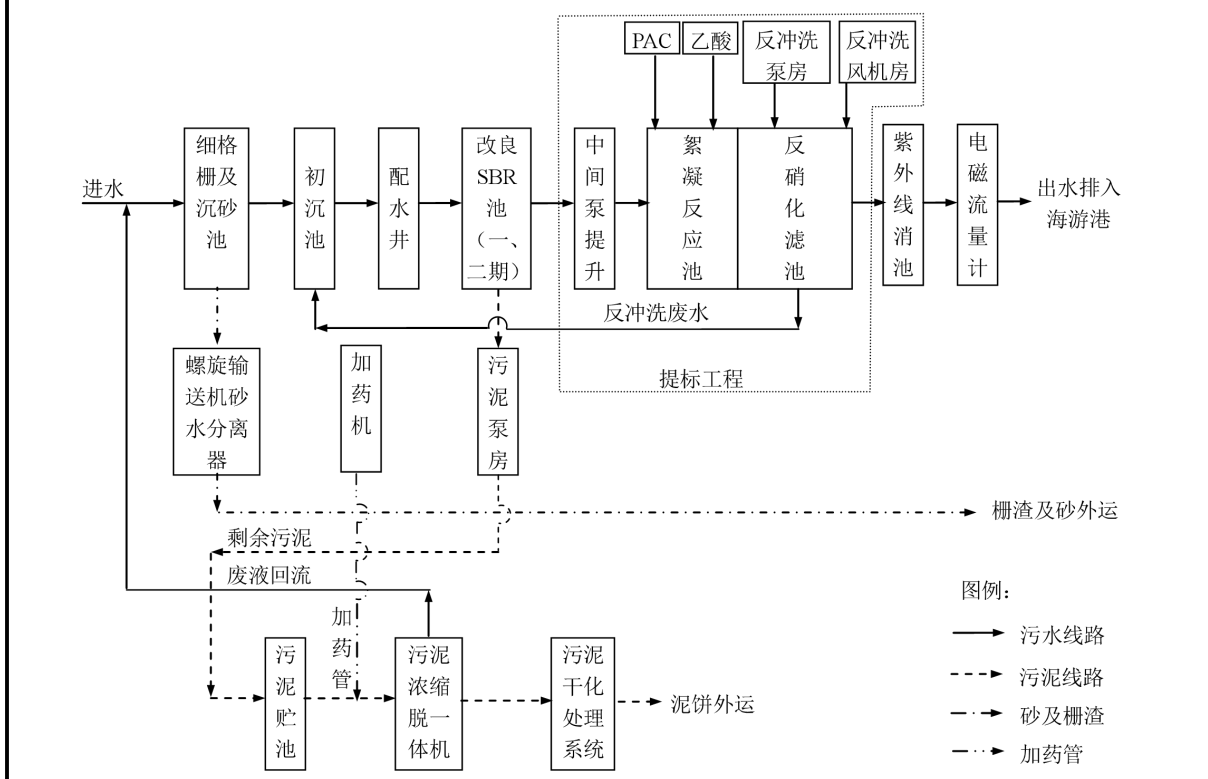 PAC
乙酸
反冲洗
泵房
反冲洗
风机房
进水
细格
栅及
沉砂
池
初
沉
池
配
水
井
改良
SBR
池
（一、
二期）
中
间
泵
提
升
絮
凝
反
应
池
反
硝
化
滤
池
紫
外
线
消
池
电
磁
流
量
计
出水排入
海游港
反冲洗废水
提标工程
螺旋输
送机砂
水分离
器
加
药
机
污
泥
泵
房
栅渣及砂外运
剩余污泥
废液回流
加
药
管
污
泥
贮
池
污泥
浓缩
脱一
体机
污泥
干化
处理
系统
泥饼外运
图例：
污水线路
污泥线路
砂及栅渣
加药管